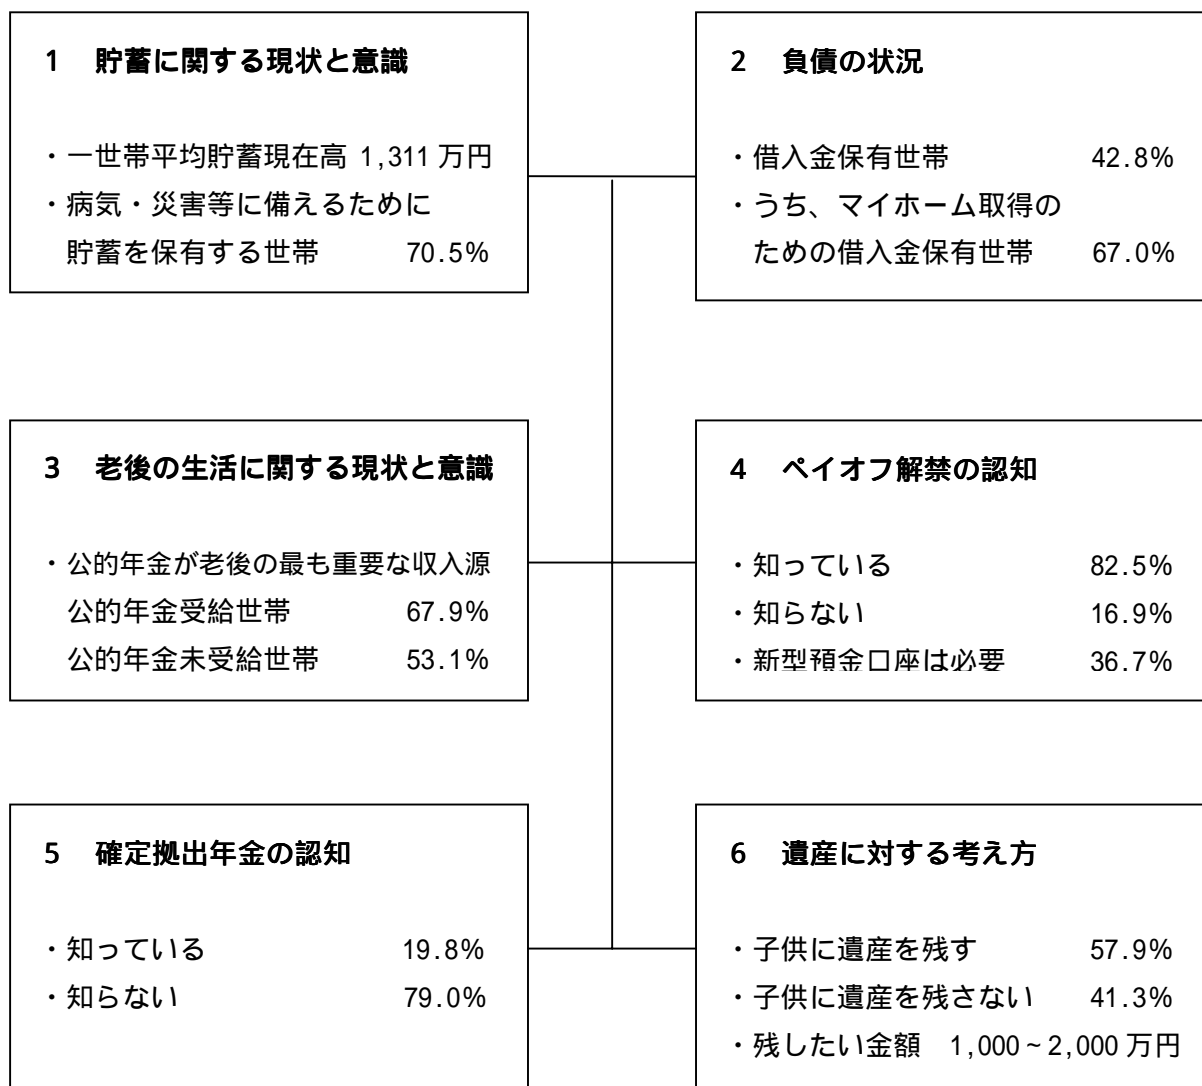 1 貯蓄に関する現状と意識
・一世帯平均貯蓄現在高 1,311 万円
・病気・災害等に備えるために
貯蓄を保有する世帯 70.5%
2 負債の状況
・借入金保有世帯 42.8%
・うち、マイホーム取得の
ための借入金保有世帯 67.0%
3 老後の生活に関する現状と意識
・公的年金が老後の最も重要な収入源
公的年金受給世帯 67.9%
公的年金未受給世帯 53.1%
4 ペイオフ解禁の認知
・知っている 82.5%
・知らない 16.9%
・新型預金口座は必要 36.7%
5 確定拠出年金の認知
・知っている 19.8%
・知らない 79.0%
6 遺産に対する考え方
・子供に遺産を残す 57.9%
・子供に遺産を残さない 41.3%
・残したい金額 1,000~2,000 万円